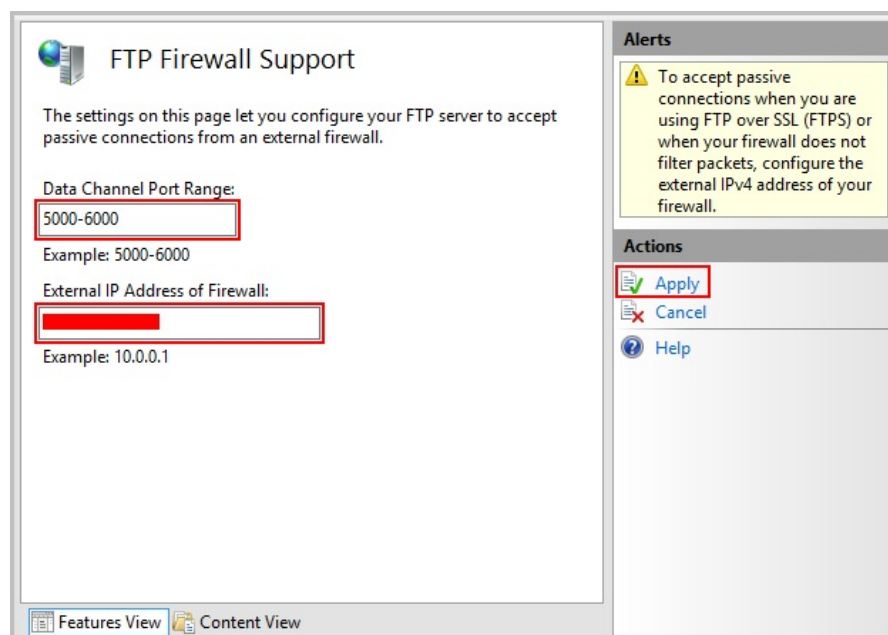 FTP Firewall Support
The settings on this page let you configure your FTP server to accept
passive connections from an external firewall.
Data Channel Port Range:
5000-6000
Example: 5000-6000
External IP Address of Firewall:
Example: 10.0.0.1
Features View
Content View
Alerts
To accept passive
connections when you are
using FTP over SSL (FTPS) or
when your firewall does not
filter packets, configure the
external IPv4 address of your
firewall.
Actions
Apply
Cancel
Help